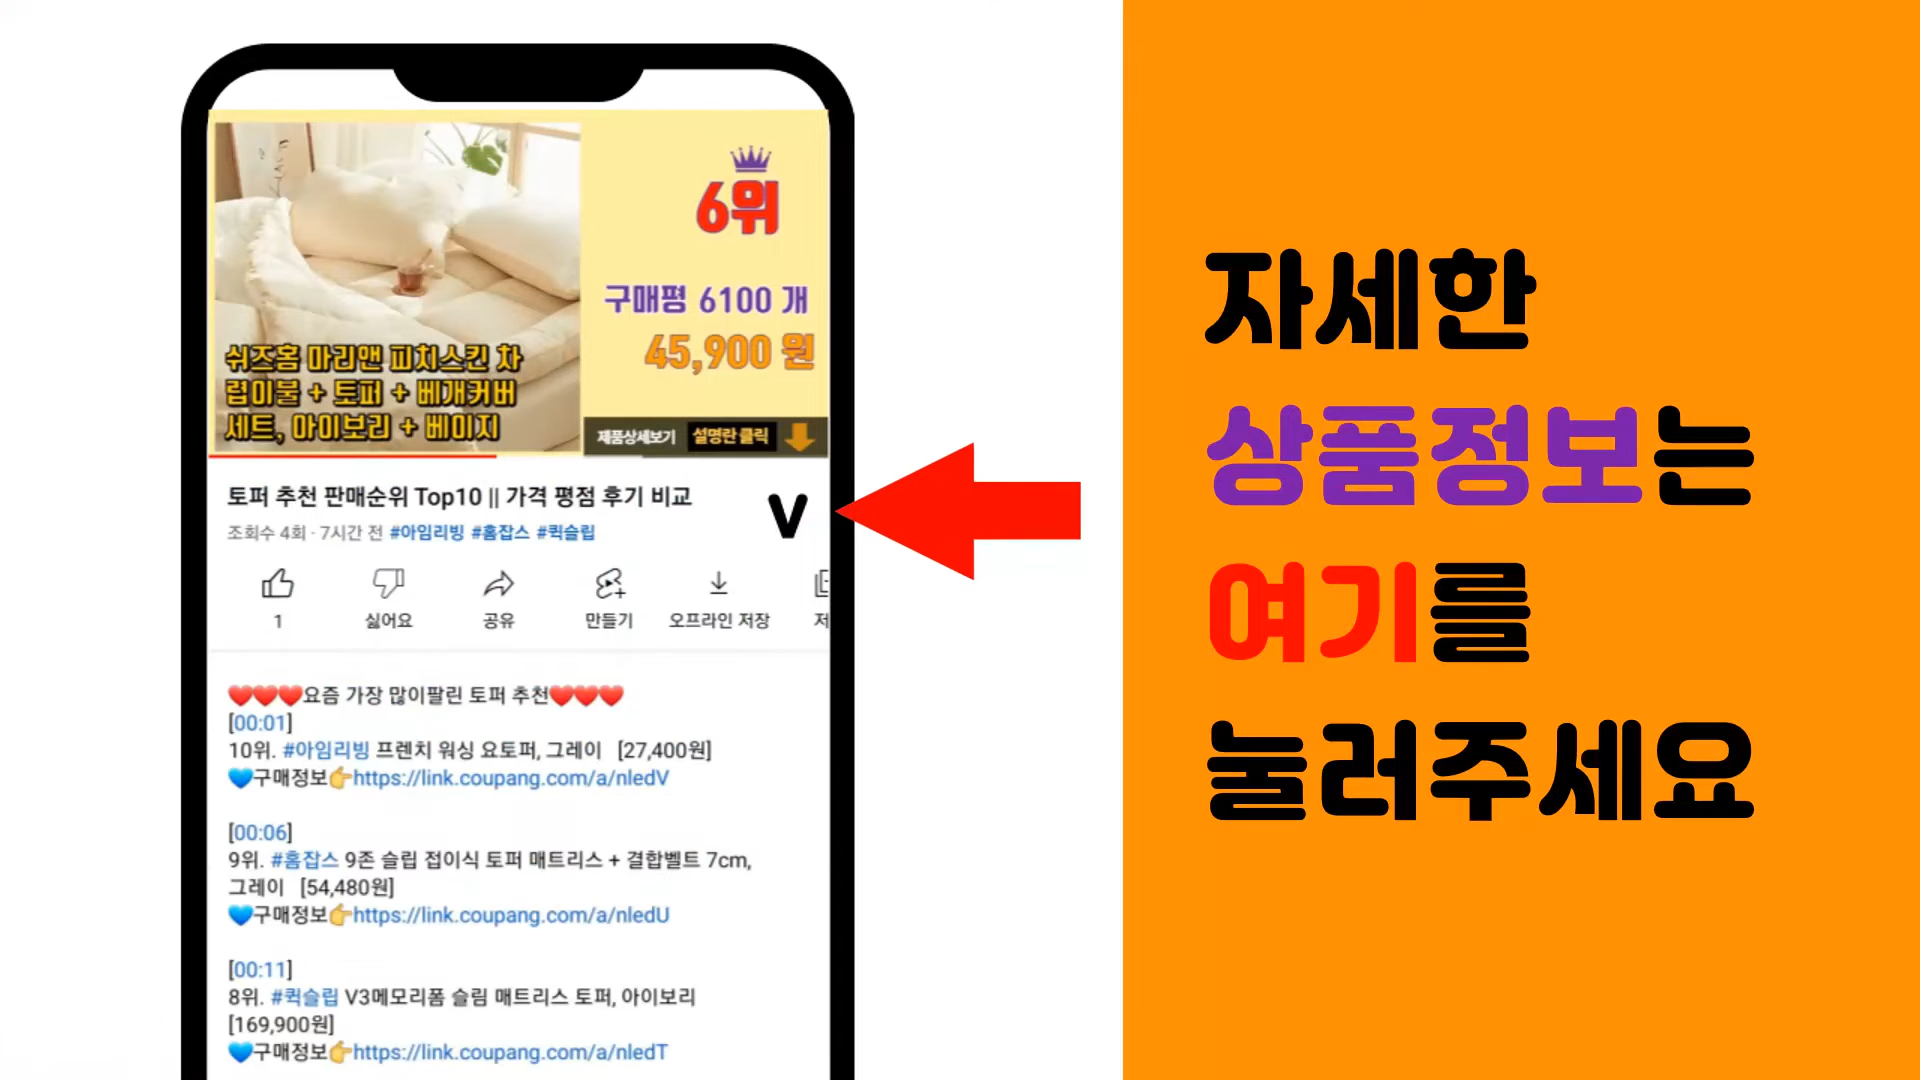 6위
구매평 6100 개
45,900 원
쉬즈홈 마리앤 피치스킨 차
렵이불 + 토퍼 + 베개커버
세트, 아이보리 + 베이지
제품상세보기 설명란 클릭
토퍼 추천 판매순위 Top10 || 가격 평점 후기 비교
V
조회수 4회 · 7시간 전 #아임리빙 #홈잡스 #퀵슬립
1 싫어요 공유 만들기 오프라인 저장 저
❤️❤️❤️요즘 가장 많이팔린 토퍼 추천❤️❤️❤️
[00:01]
10위. #아임리빙 프렌치 워싱 요토퍼, 그레이 [27,400원]
💙구매정보👉https://link.coupang.com/a/nledV
[00:06]
9위. #홈잡스 9존 슬립 접이식 토퍼 매트리스 + 결합벨트 7cm,
그레이 [54,480원]
💙구매정보👉https://link.coupang.com/a/nledU
[00:11]
8위. #퀵슬립 V3메모리폼 슬림 매트리스 토퍼, 아이보리
[169,900원]
💙구매정보👉https://link.coupang.com/a/nledT
자세한
상품정보는
여기를
눌러주세요